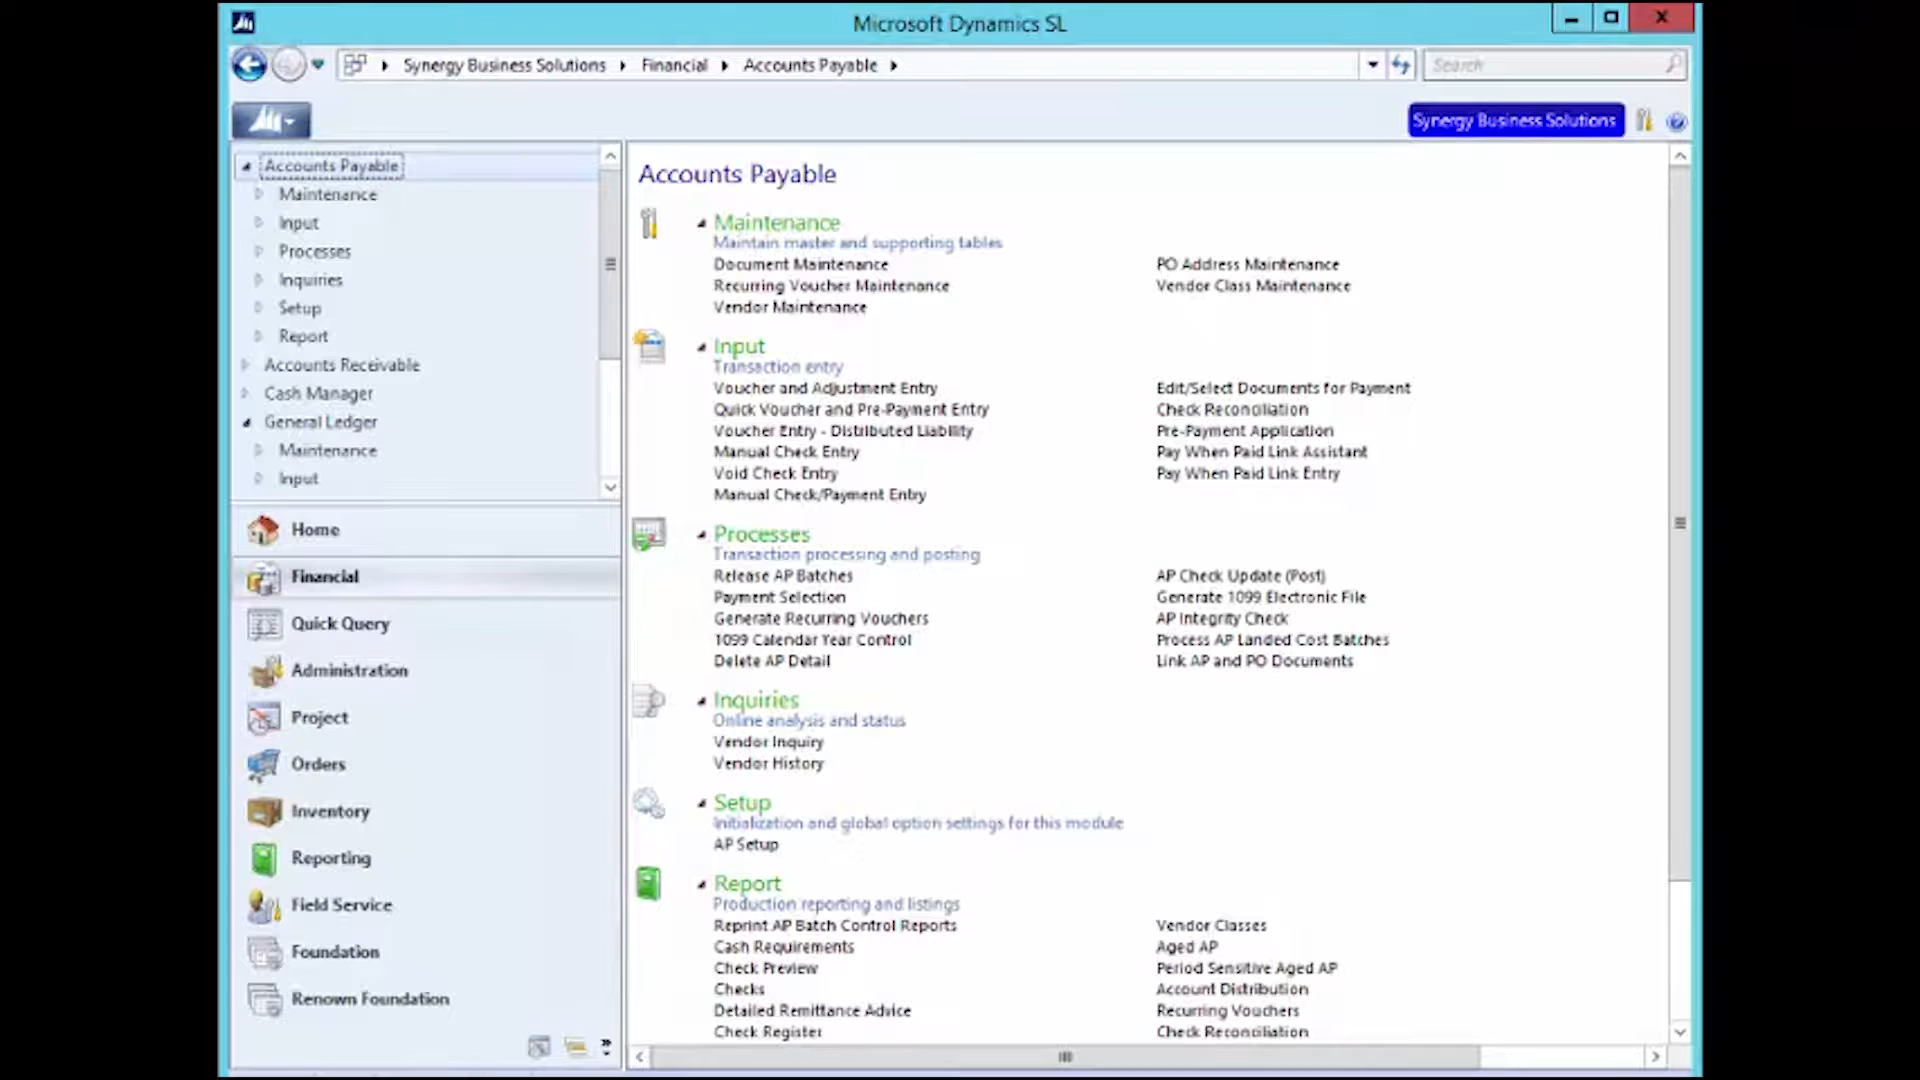 Microsoft Dynamics SL
Synergy Business Solutions Financial Accounts Payable
Search
Synergy Business Solutions
Accounts Payable
Maintenance
Input
Processes
Inquiries
Setup
Report
Accounts Receivable
Cash Manager
General Ledger
Maintenance
Input
Home
Financial
Quick Query
Administration
Project
Orders
Inventory
Reporting
Field Service
Foundation
Renown Foundation
Accounts Payable
Maintenance
Maintain master and supporting tables
Document Maintenance PO Address Maintenance
Recurring Voucher Maintenance Vendor Class Maintenance
Vendor Maintenance
Input
Transaction entry
Voucher and Adjustment Entry Edit/Select Documents for Payment
Quick Voucher and Pre-Payment Entry Check Reconciliation
Voucher Entry - Distributed Liability Pre-Payment Application
Manual Check Entry Pay When Paid Link Assistant
Void Check Entry Pay When Paid Link Entry
Manual Check/Payment Entry
Processes
Transaction processing and posting
Release AP Batches AP Check Update (Post)
Payment Selection Generate 1099 Electronic File
Generate Recurring Vouchers AP Integrity Check
1099 Calendar Year Control Process AP Landed Cost Batches
Delete AP Detail Link AP and PO Documents
Inquiries
Online analysis and status
Vendor Inquiry
Vendor History
Setup
Initialization and global option settings for this module
AP Setup
Report
Production reporting and listings
Reprint AP Batch Control Reports Vendor Classes
Cash Requirements Aged AP
Check Preview Period Sensitive Aged AP
Checks Account Distribution
Detailed Remittance Advice Recurring Vouchers
Check Register Check Reconciliation